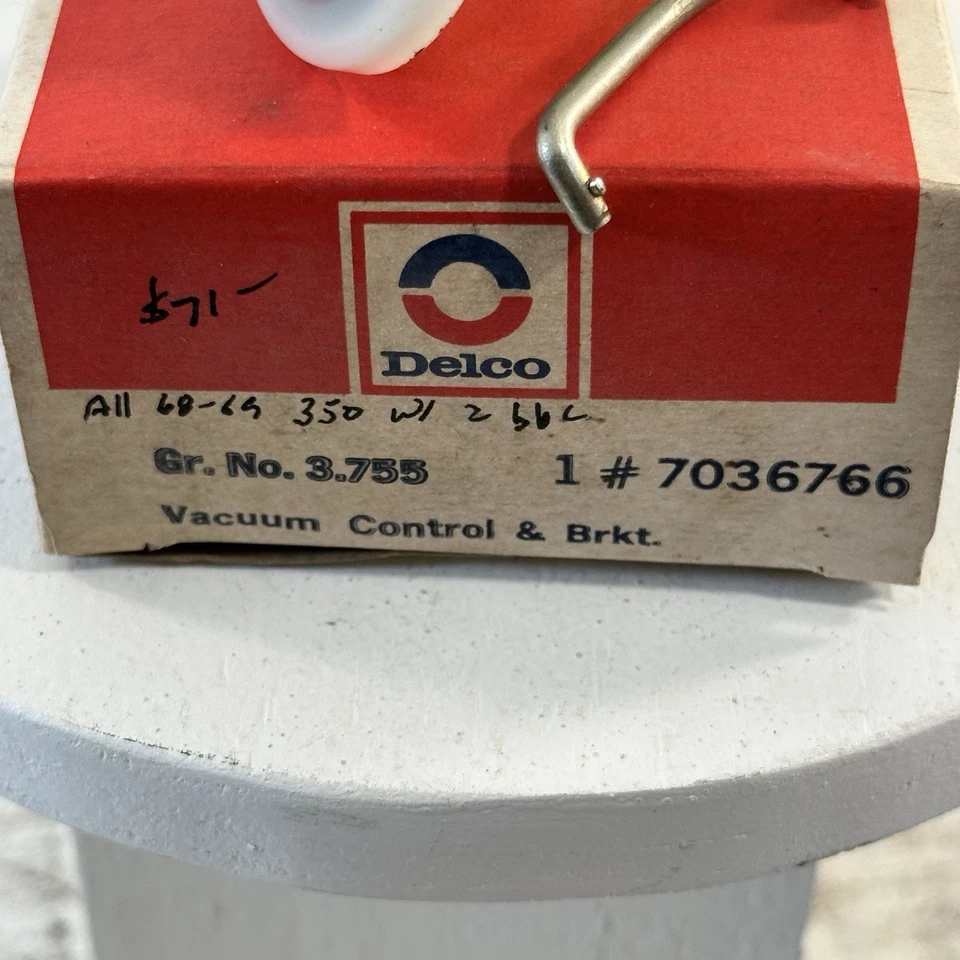 $71-
Delco
All 68-69 350 w/ 2 bbl
Gr. No. 3.755 1 # 7036766
Vacuum Control & Brkt.